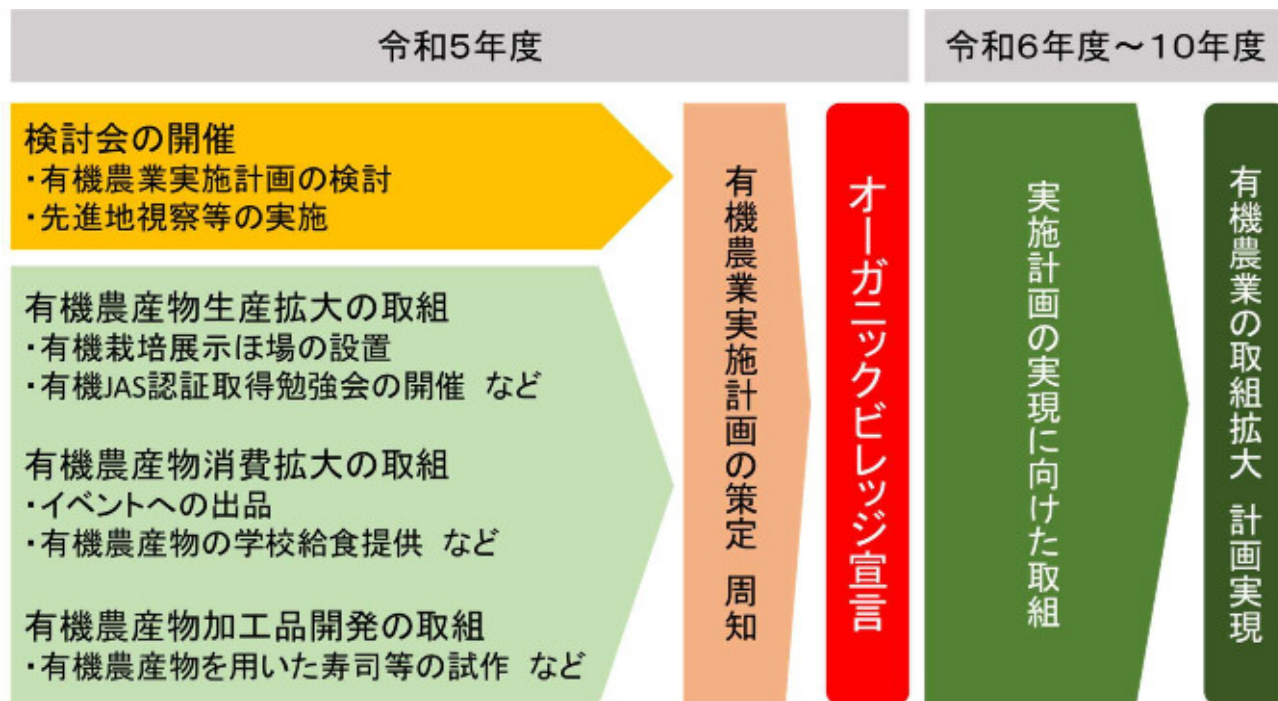 令和5年度
令和6年度～10年度
検討会の開催
・有機農業実施計画の検討
・先進地視察等の実施
有機農産物生産拡大の取組
・有機栽培展示ほ場の設置
・有機JAS認証取得勉強会の開催 など
有機農産物消費拡大の取組
・イベントへの出品
・有機農産物の学校給食提供 など
有機農産物加工品開発の取組
・有機農産物を用いた寿司等の試作 など
有機農業実施計画の策定 周知
オーガニックビレッジ宣言
実施計画の実現に向けた取組
有機農業の取組拡大 計画実現